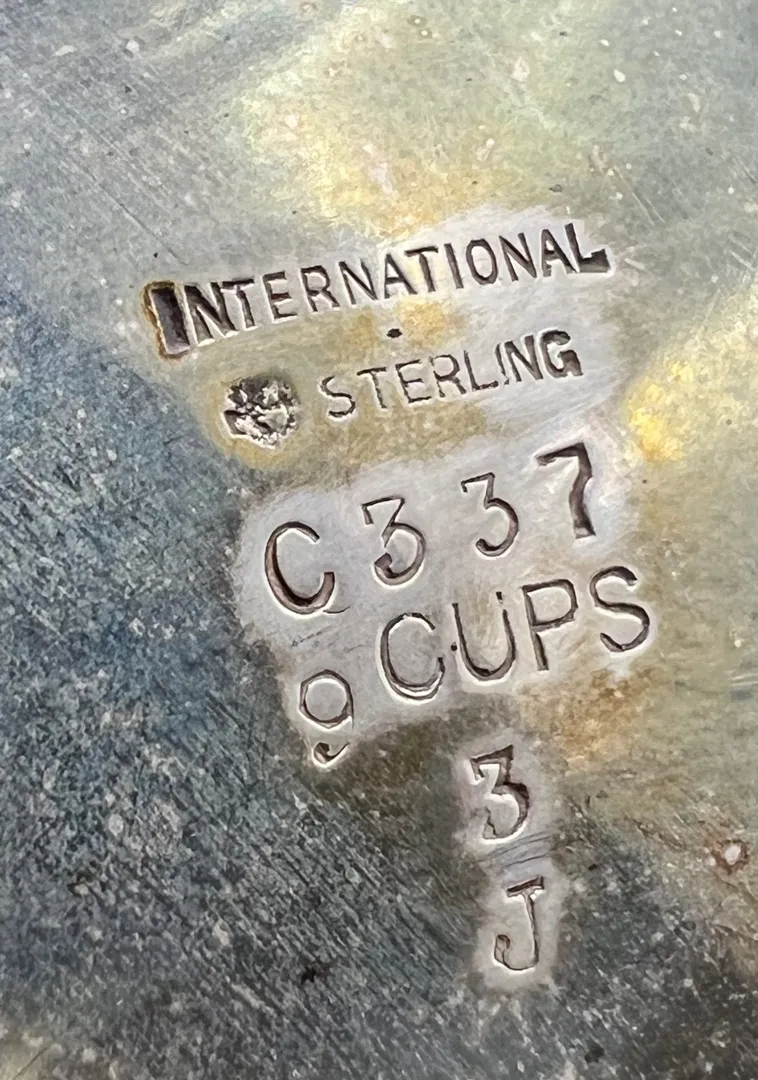 INTERNATIONAL
STERLING
C337
9 CUPS
3
J